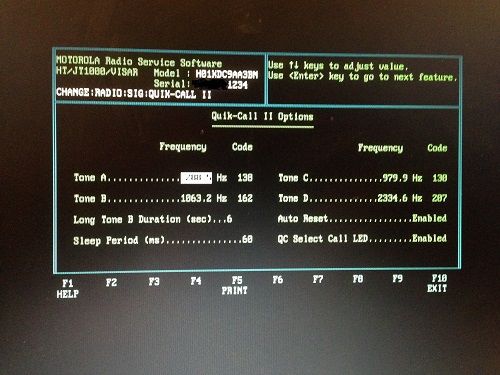 MOTOROLA Radio Service Software
HT/JT1000/VISAR Model : H01KDC9AA3BN
Serial: 1234
CHANGE:RADIO:SIG:QUIK-CALL II
Use ↑↓ keys to adjust value.
Use <Enter> key to go to next feature.
Quik-Call II Options
Frequency Code Frequency Code
Tone A.............. Hz 138 Tone C.............979.9 Hz 130
Tone B.............1063.2 Hz 162 Tone D............2334.6 Hz 207
Long Tone B Duration (sec)...6 Auto Reset...............Enabled
Sleep Period (ms)..............60 QC Select Call LED........Enabled
F1 F2 F3 F4 F5 F6 F7 F8 F9 F10
HELP PRINT EXIT